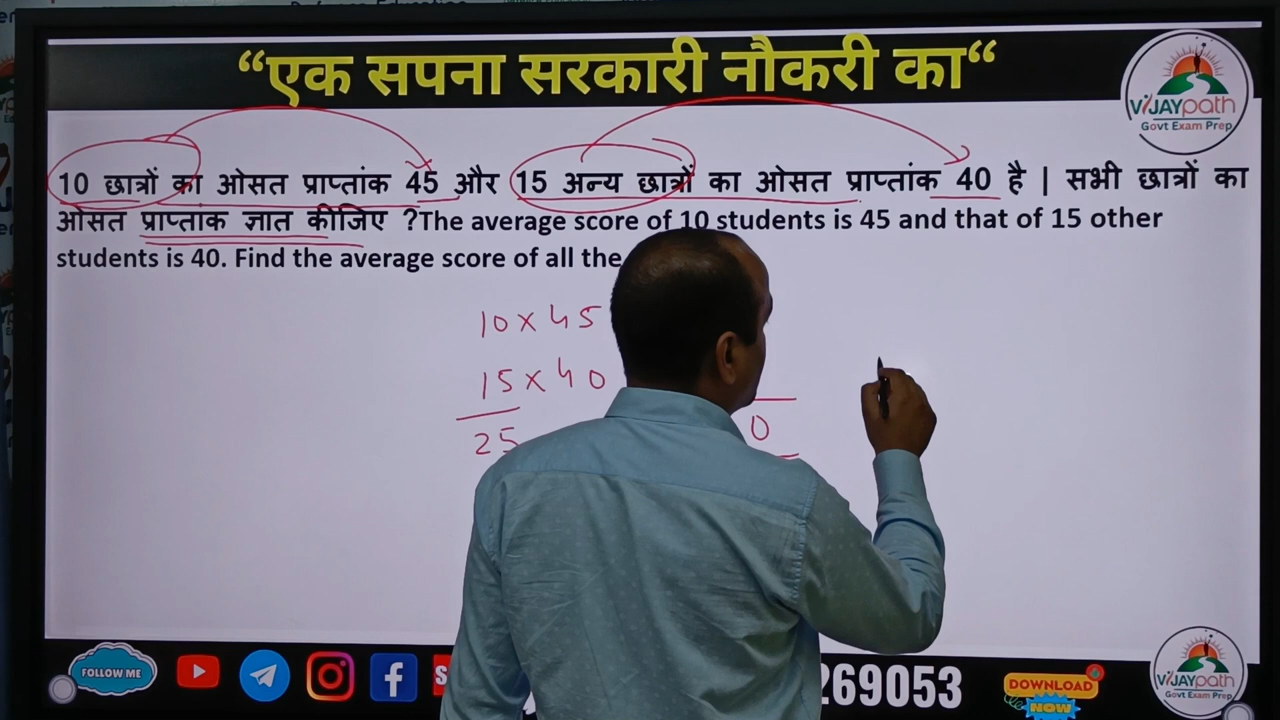 “एक सपना सरकारी नौकरी का“
VIJAYpath
Govt Exam Prep
10 छात्रों का ओसत प्राप्तांक 45 और 15 अन्य छात्रों का ओसत प्राप्तांक 40 है | सभी छात्रों का
ओसत प्राप्तांक ज्ञात कीजिए ?The average score of 10 students is 45 and that of 15 other
students is 40. Find the average score of all the
10 x 45
15 x 40
25 0
FOLLOW ME
269053
DOWNLOAD
NOW
VIJAYpath
Govt Exam Prep